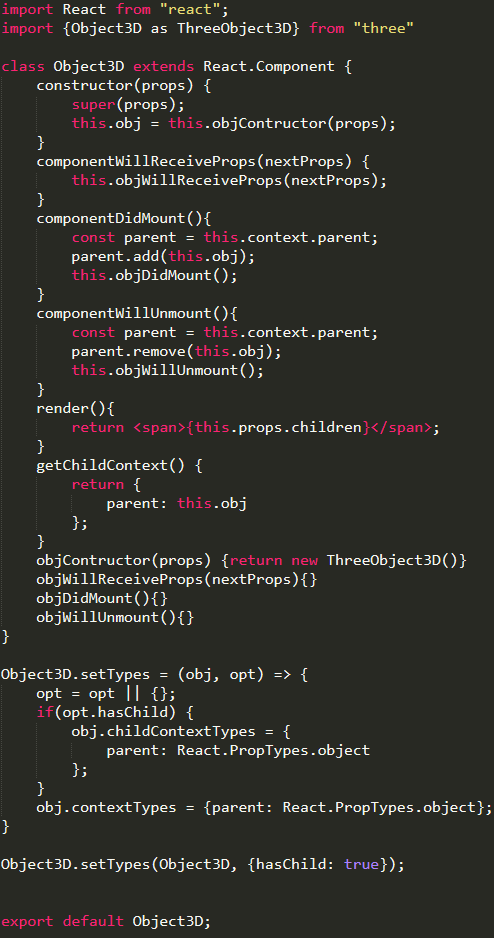 import React from "react";
import {Object3D as ThreeObject3D} from "three"
class Object3D extends React.Component {
constructor(props) {
super(props);
this.obj = this.objContructor(props);
}
componentWillReceiveProps(nextProps) {
this.objWillReceiveProps(nextProps);
}
componentDidMount(){
const parent = this.context.parent;
parent.add(this.obj);
this.objDidMount();
}
componentWillUnmount(){
const parent = this.context.parent;
parent.remove(this.obj);
this.objWillUnmount();
}
render(){
return <span>{this.props.children}</span>;
}
getChildContext() {
return {
parent: this.obj
};
}
objContructor(props) {return new ThreeObject3D()}
objWillReceiveProps(nextProps){}
objDidMount(){}
objWillUnmount(){}
}
Object3D.setTypes = (obj, opt) => {
opt = opt || {};
if(opt.hasChild) {
obj.childContextTypes = {
parent: React.PropTypes.object
};
}
obj.contextTypes = {parent: React.PropTypes.object};
}
Object3D.setTypes(Object3D, {hasChild: true});
export default Object3D;